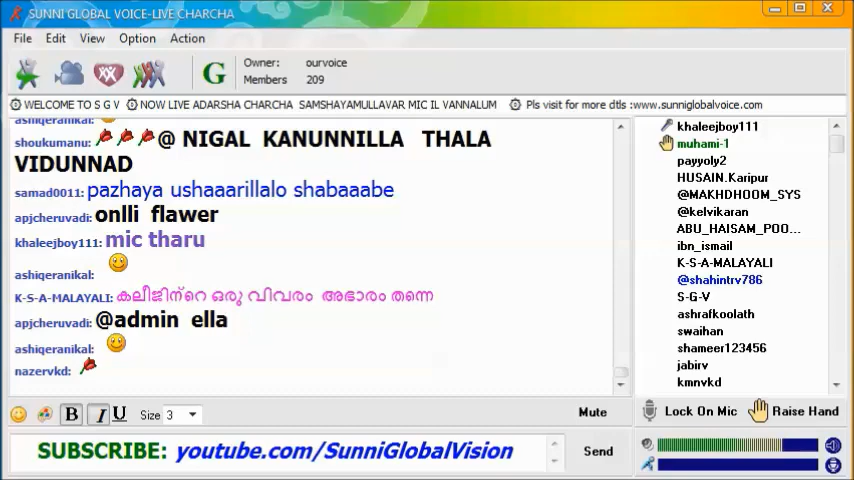 SUNNI GLOBAL VOICE-LIVE CHARCHA
File Edit View Option Action
G
Owner: ourvoice
Members 209
WELCOME TO S G V NOW LIVE ADARSHA CHARCHA SAMSHAYAMULLAVAR MIC IL VANNALUM Pls visit for more dtls :www.sunniglobalvoice.com
ashiqeranikal:
shoukumanu: @ NIGAL KANUNNILLA THALA
VIDUNNAD
samad0011: pazhaya ushaaarillalo shabaaabe
apjcheruvadi: onlli flawer
khaleejboy111: mic tharu
ashiqeranikal:
K-S-A-MALAYALI: കലീജിന്റെ ഒരു വിവരം അഭാരം തന്നെ
apjcheruvadi: @admin ella
ashiqeranikal:
nazervkd:
khaleejboy111
muhami-1
payyoly2
HUSAIN.Karipur
@MAKHDHOOM_SYS
@kelvikaran
ABU_HAISAM_POO...
ibn_ismail
K-S-A-MALAYALI
@shahintrv786
S-G-V
ashrafkoolath
swaihan
shameer123456
jabirv
kmnvkd
B I U Size 3 Mute
Lock On Mic Raise Hand
SUBSCRIBE: youtube.com/SunniGlobalVision
Send